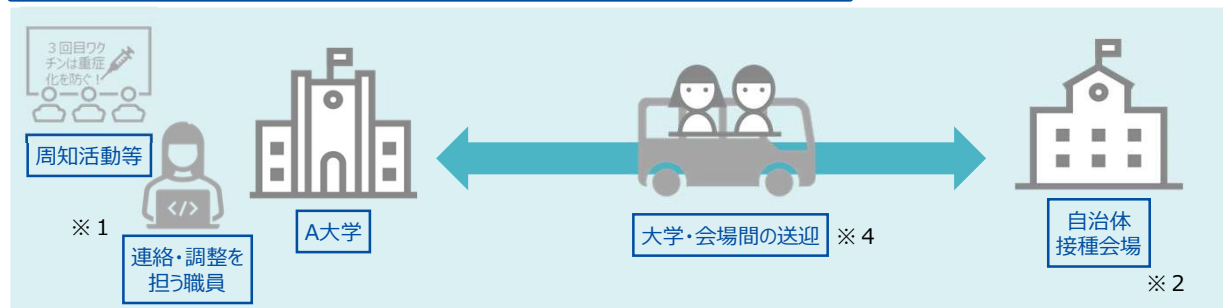 3回目ワク
チンは重症
化を防ぐ!
周知活動等
※1
</>
連絡・調整を
担う職員
A大学
大学・会場間の送迎 ※4
自治体
接種会場
※2